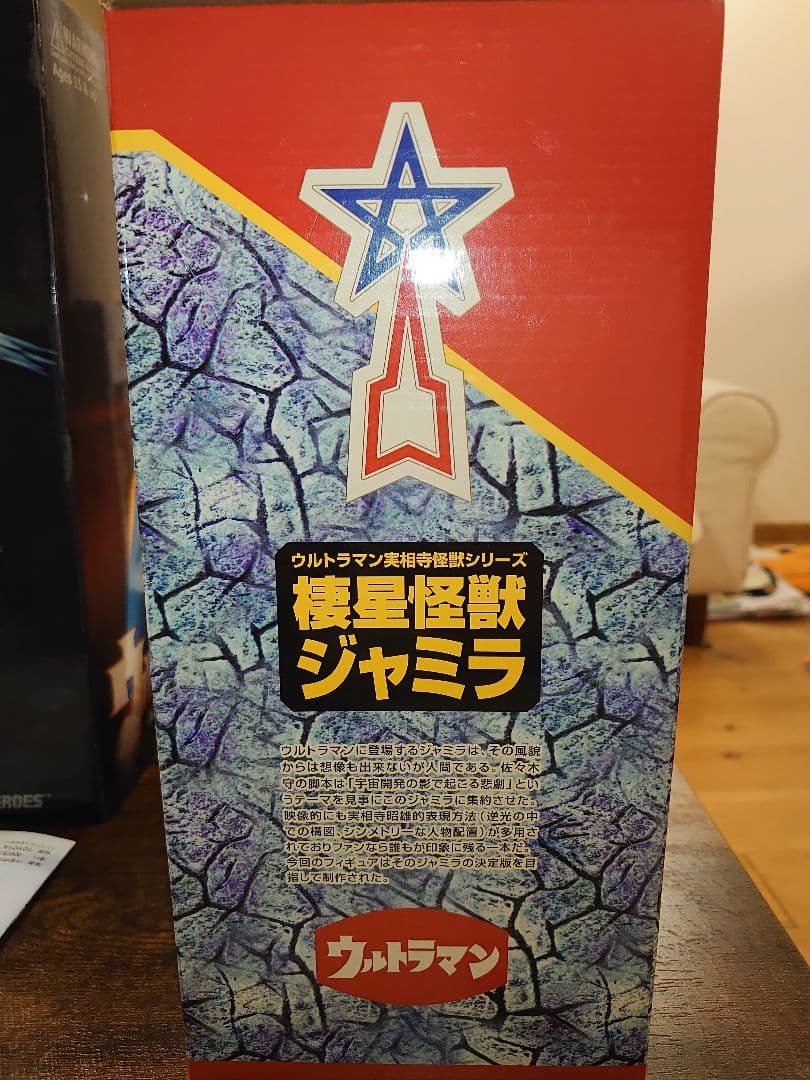 WARNING
Ages 15 &
ウルトラマン実相寺怪獣シリーズ
棲星怪獣
ジャミラ
ウルトラマンに登場するジャミラは、その風貌
からは想像も出来ないが人間である。佐々木
守の脚本は「宇宙開発の影で起こる悲劇」とい
うテーマを見事にこのジャミラに集約させた。
映像的にも実相寺昭雄的表現方法（逆光の中
での構図、シンメトリーな人物配置）が多用さ
れておりファンなら誰もが印象に残る一本だ。
今回のフィギュアはそのジャミラの決定版を目
指して制作された。
ウルトラマン
ウ
EROES™